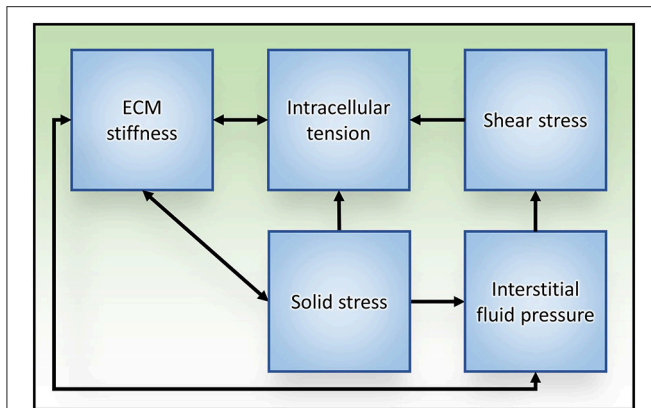 ECM
stiffness
Intracellular
tension
Shear stress
Solid stress
Interstitial
fluid pressure